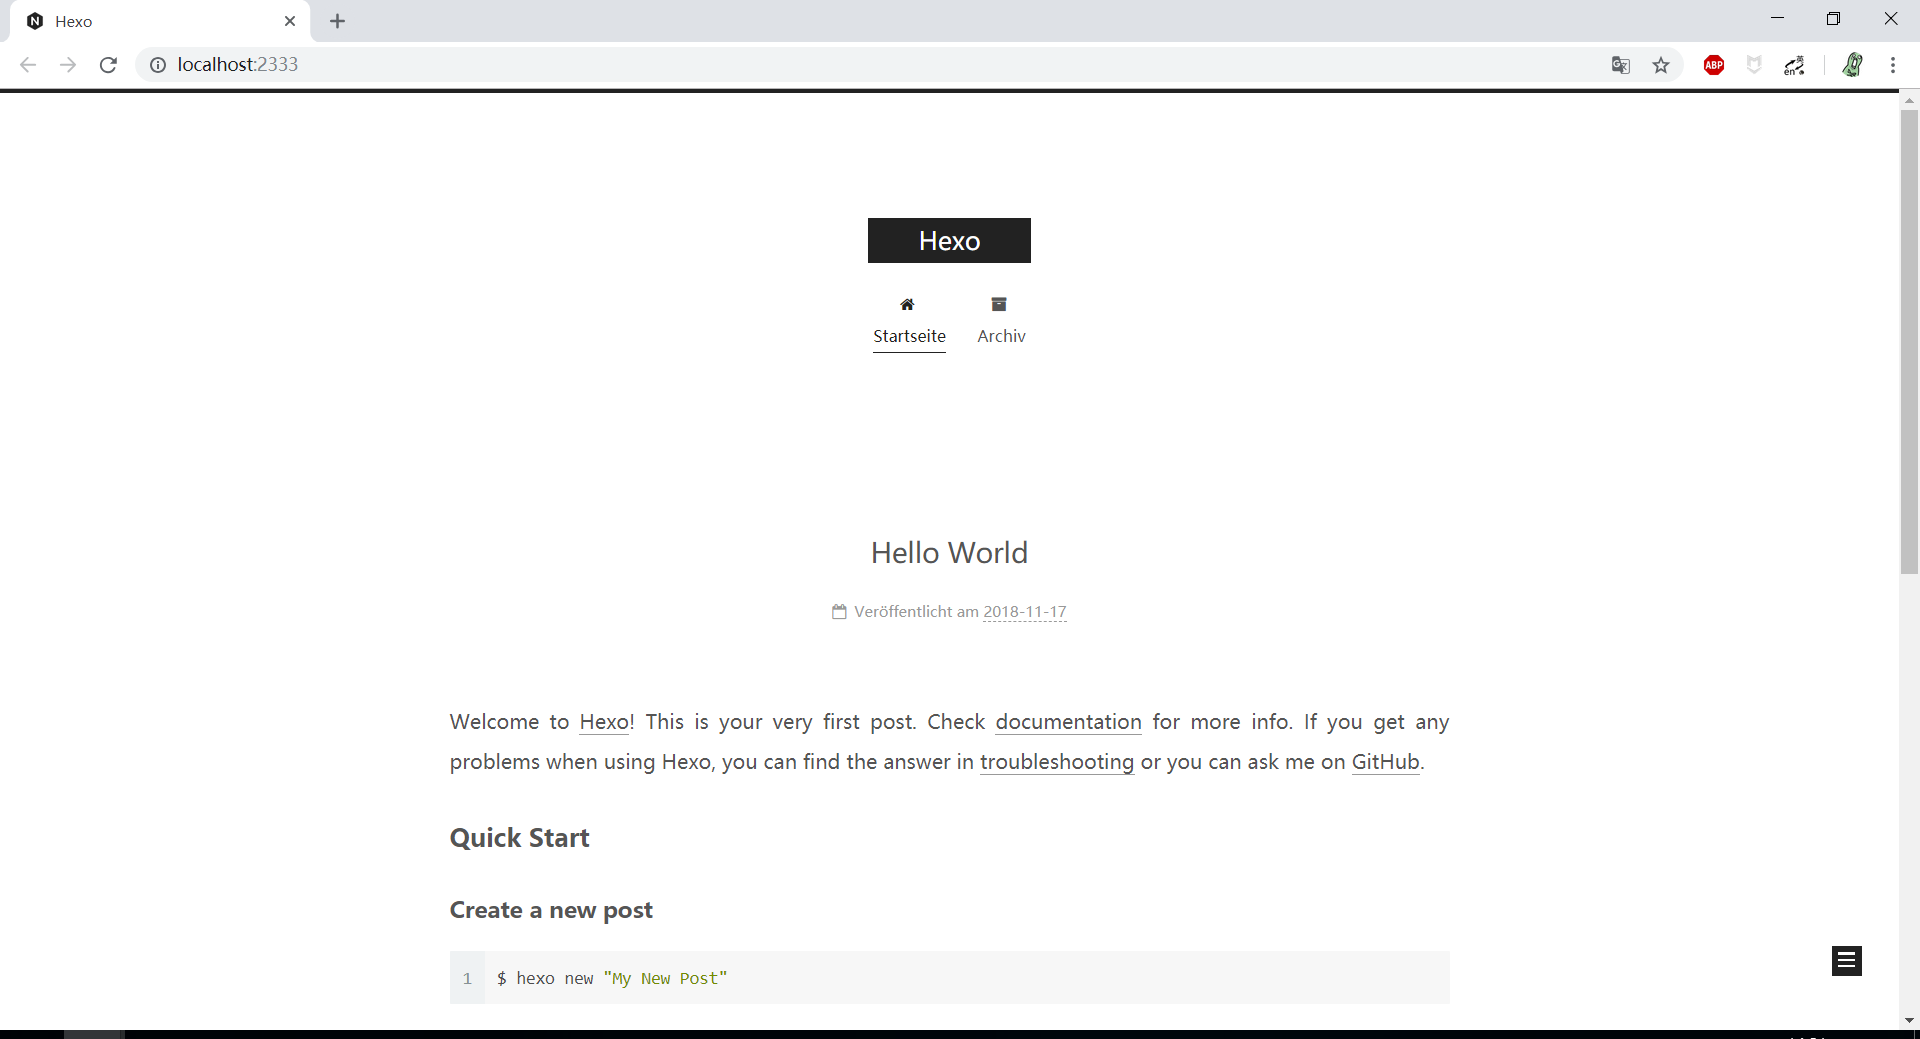 Hexo
localhost:2333
ABP
英
en
Hexo
Startseite
Archiv
Hello World
Veröffentlicht am 2018-11-17
Welcome to Hexo! This is your very first post. Check documentation for more info. If you get any
problems when using Hexo, you can find the answer in troubleshooting or you can ask me on GitHub.
Quick Start
Create a new post
1 $ hexo new "My New Post"